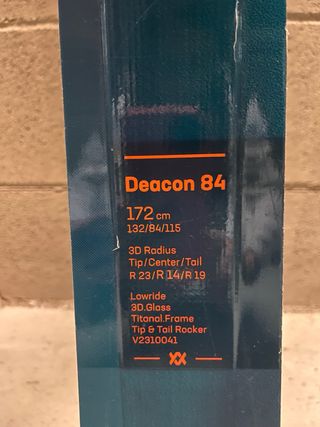 Deacon 84
172 cm
132/84/115
3D Radius
Tip/Center/Tail
R 23/R 14/R 19
Lowride
3D.Glass
Titanal.Frame
Tip & Tail Rocker
V2310041